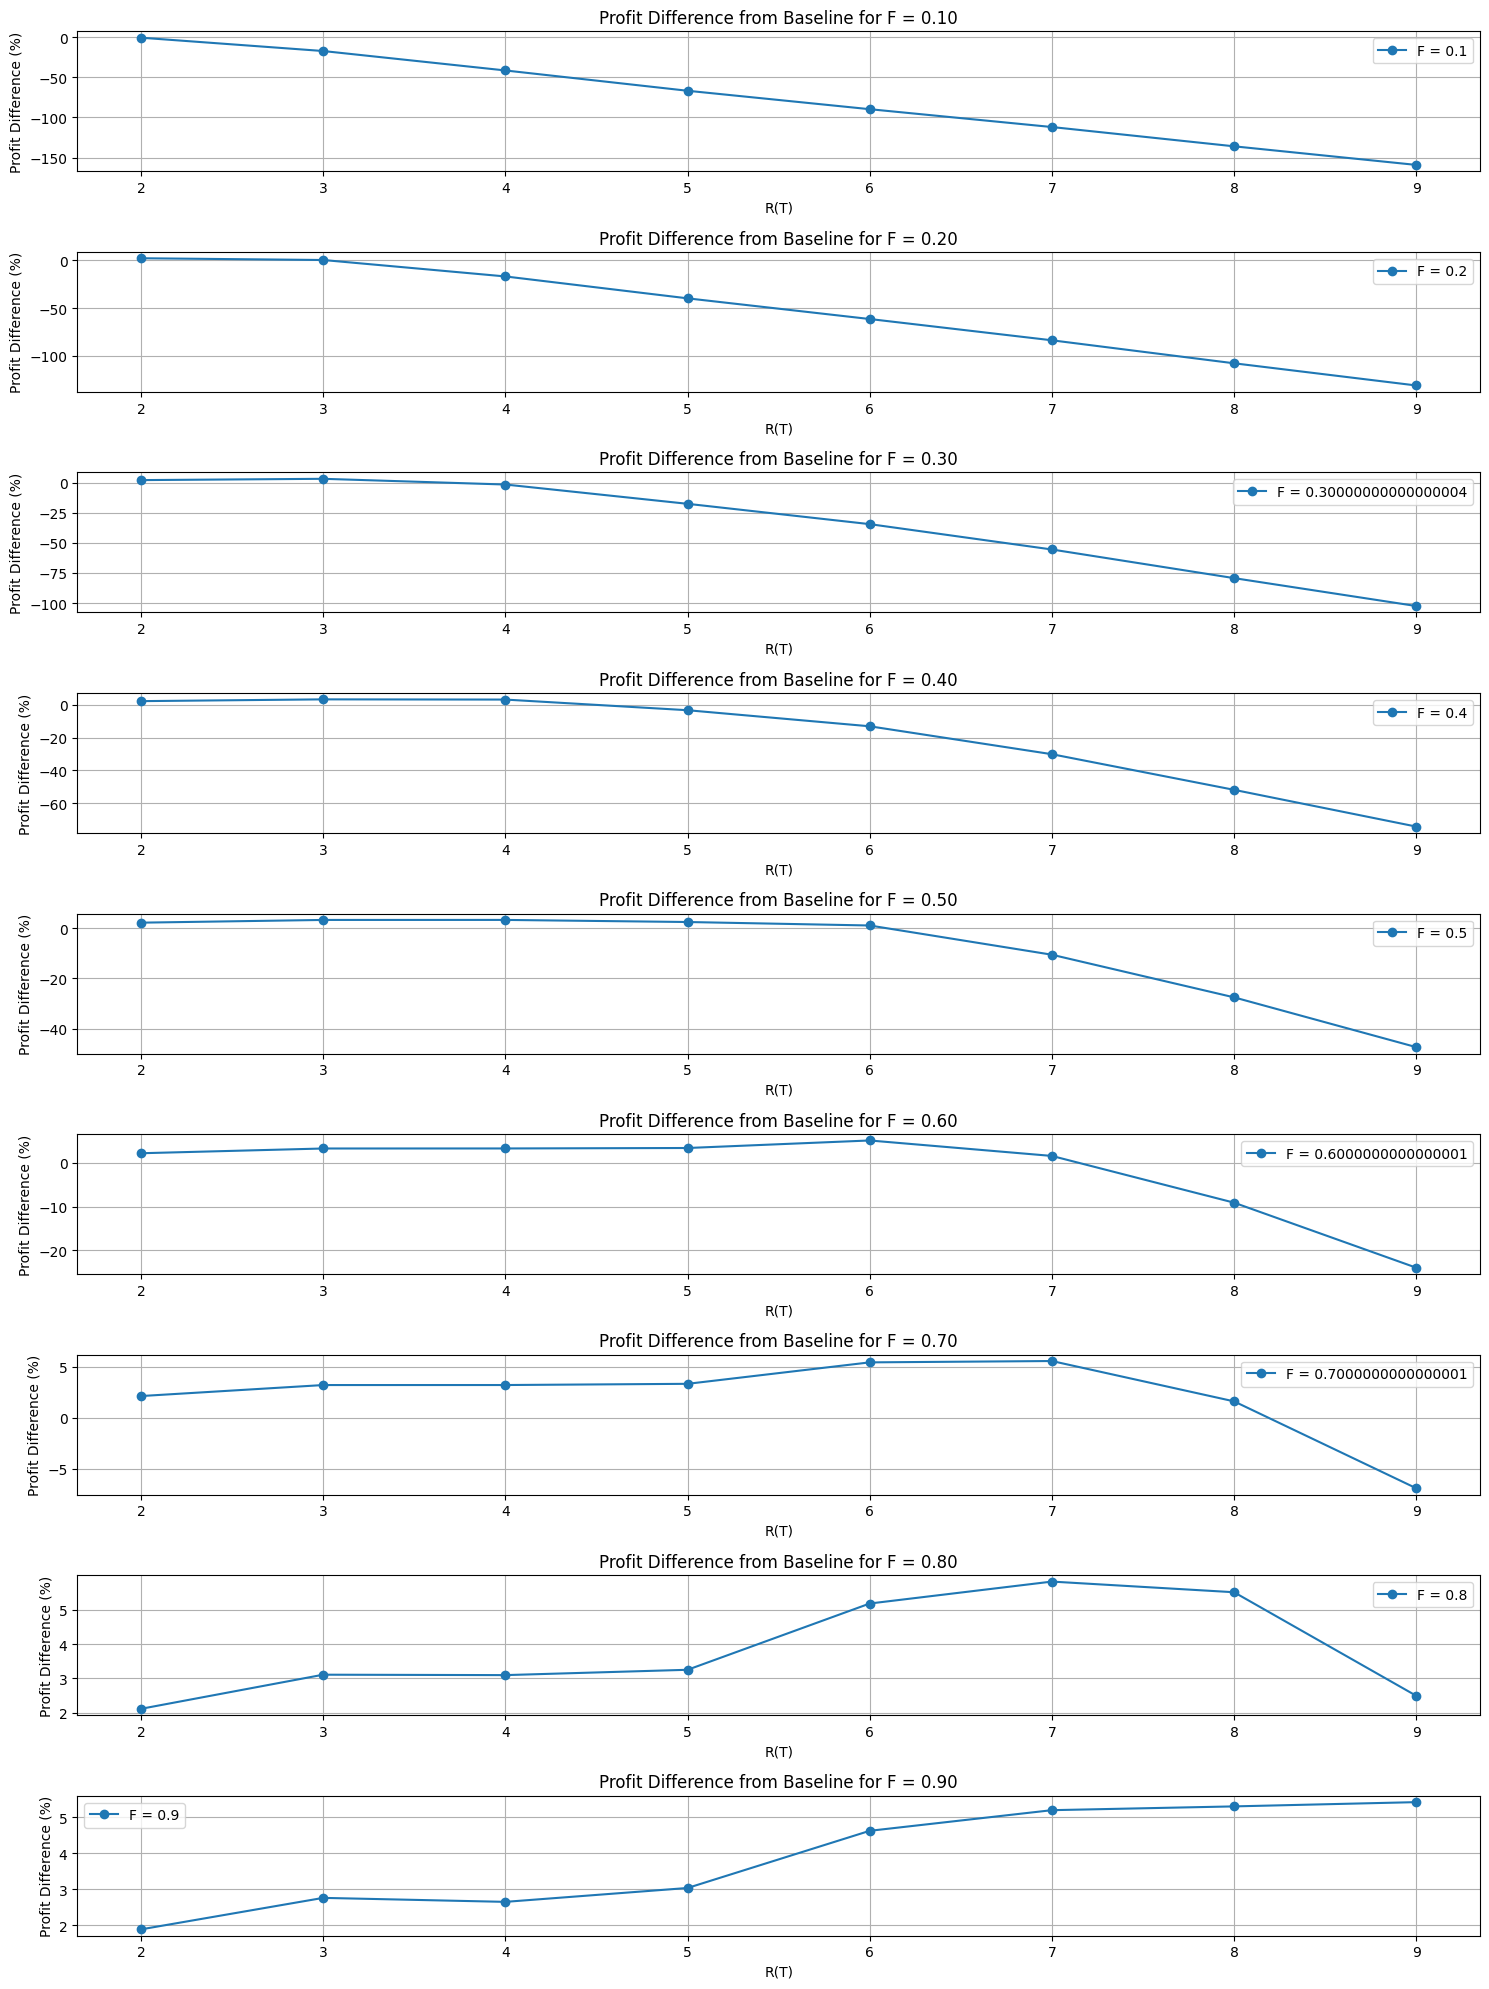 Profit Difference from Baseline for F = 0.10
Profit Difference (%)
0
−50
−100
−150
F = 0.1
2 3 4 5 6 7 8 9
R(T)
Profit Difference from Baseline for F = 0.20
Profit Difference (%)
0
−50
−100
F = 0.2
2 3 4 5 6 7 8 9
R(T)
Profit Difference from Baseline for F = 0.30
Profit Difference (%)
0
−25
−50
−75
−100
F = 0.30000000000000004
2 3 4 5 6 7 8 9
R(T)
Profit Difference from Baseline for F = 0.40
Profit Difference (%)
0
−20
−40
−60
F = 0.4
2 3 4 5 6 7 8 9
R(T)
Profit Difference from Baseline for F = 0.50
Profit Difference (%)
0
−20
−40
F = 0.5
2 3 4 5 6 7 8 9
R(T)
Profit Difference from Baseline for F = 0.60
Profit Difference (%)
0
−10
−20
F = 0.6000000000000001
2 3 4 5 6 7 8 9
R(T)
Profit Difference from Baseline for F = 0.70
Profit Difference (%)
5
0
−5
F = 0.7000000000000001
2 3 4 5 6 7 8 9
R(T)
Profit Difference from Baseline for F = 0.80
Profit Difference (%)
5
4
3
2
F = 0.8
2 3 4 5 6 7 8 9
R(T)
Profit Difference from Baseline for F = 0.90
Profit Difference (%)
5
4
3
2
F = 0.9
2 3 4 5 6 7 8 9
R(T)